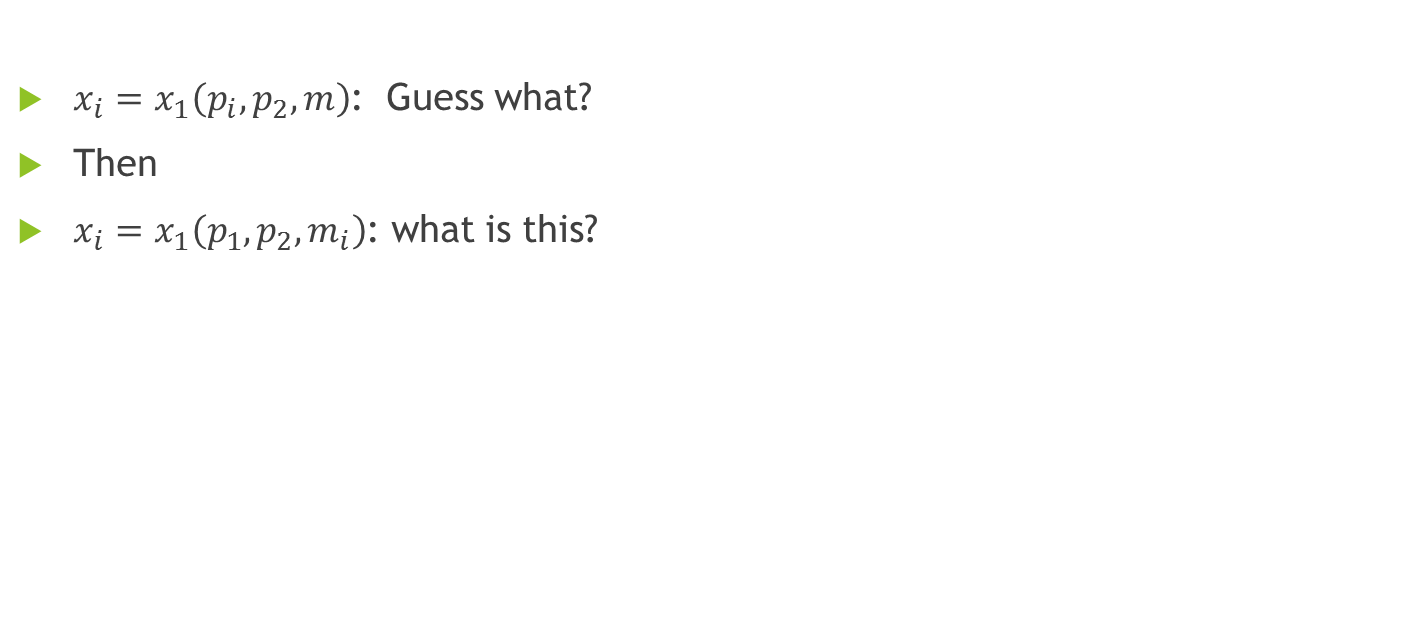 ▶ 𝑥ᵢ = 𝑥₁(𝑝ᵢ, 𝑝₂, 𝑚): Guess what?
▶ Then
▶ 𝑥ᵢ = 𝑥₁(𝑝₁, 𝑝₂, 𝑚ᵢ): what is this?